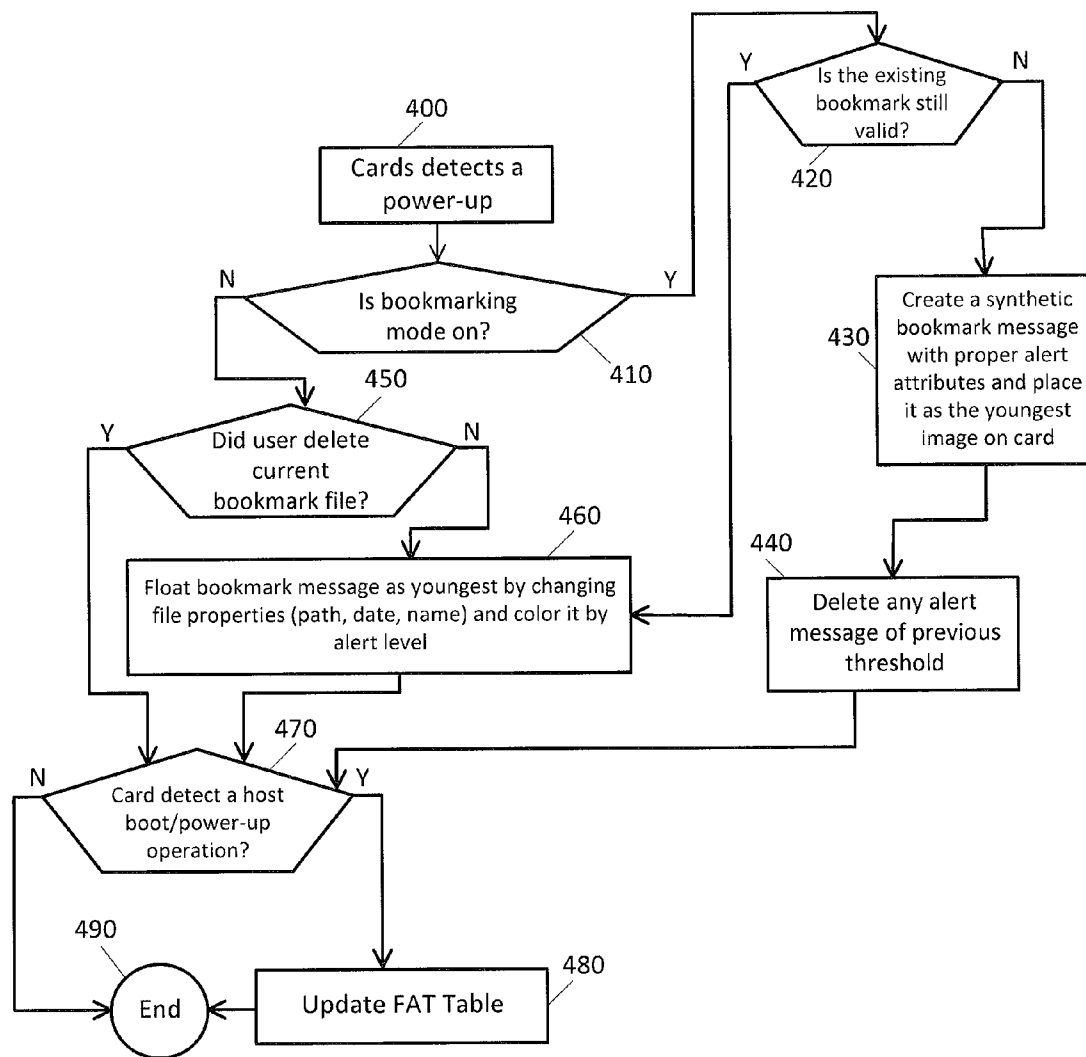 400
Cards detects a
power-up
N
Y
Is bookmarking
mode on?
410
Y
N
Is the existing
bookmark still
valid?
420
430
Create a synthetic
bookmark message
with proper alert
attributes and place
it as the youngest
image on card
440
Delete any alert
message of previous
threshold
450
Y
N
Did user delete
current
bookmark file?
460
Float bookmark message as youngest by changing
file properties (path, date, name) and color it by
alert level
470
N
Y
Card detect a host
boot/power-up
operation?
490
End
480
Update FAT Table